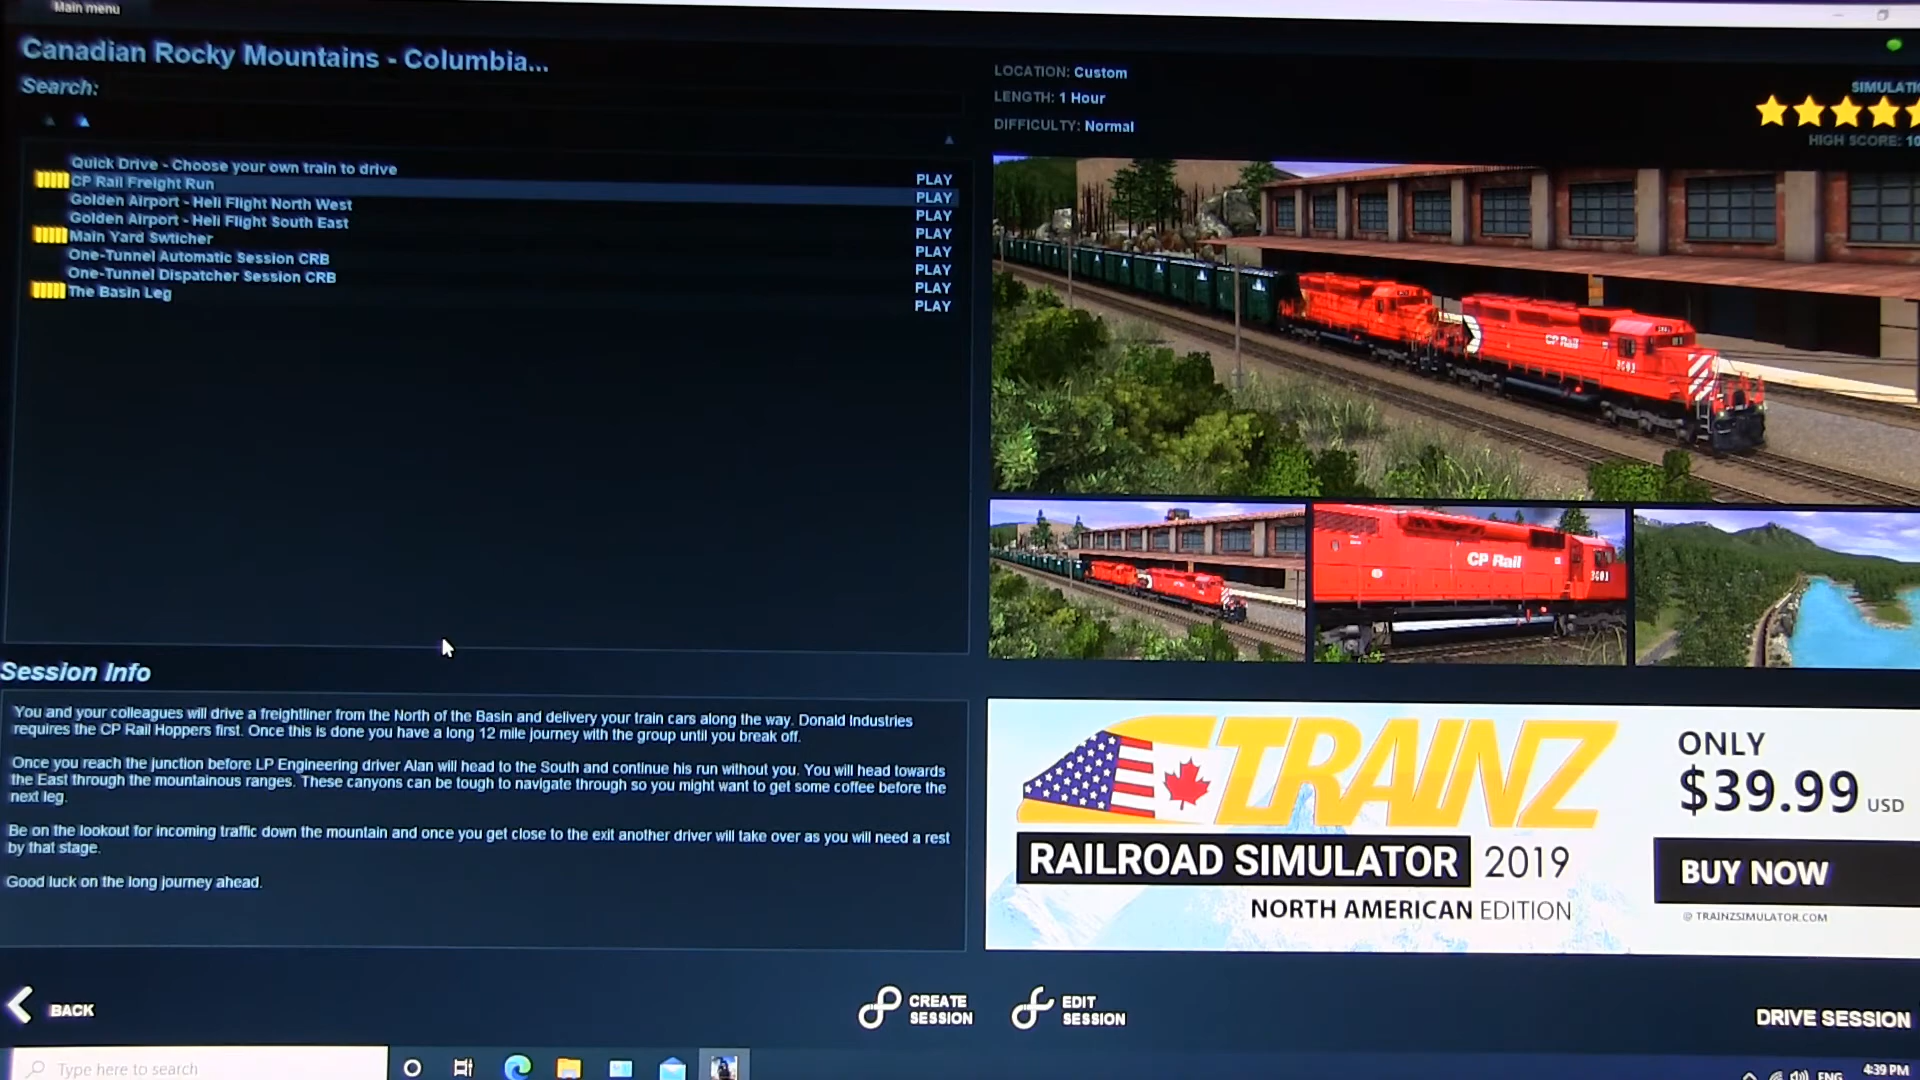 Main menu
Canadian Rocky Mountains - Columbia...
Search:
Quick Drive - Choose your own train to drive
PLAY
CP Rail Freight Run
PLAY
Golden Airport - Heli Flight North West
PLAY
Golden Airport - Heli Flight South East
PLAY
Main Yard Swticher
PLAY
One-Tunnel Automatic Session CRB
PLAY
One-Tunnel Dispatcher Session CRB
PLAY
The Basin Leg
PLAY
LOCATION: Custom
LENGTH: 1 Hour
DIFFICULTY: Normal
SIMULATI
HIGH SCORE: 10
CP Rail
CP Rail
Session Info
You and your colleagues will drive a freightliner from the North of the Basin and delivery your train cars along the way. Donald Industries
requires the CP Rail Hoppers first. Once this is done you have a long 12 mile journey with the group until you break off.
Once you reach the junction before LP Engineering driver Alan will head to the South and continue his run without you. You will head towards
the East through the mountainous ranges. These canyons can be tough to navigate through so you might want to get some coffee before the
next leg.
Be on the lookout for incoming traffic down the mountain and once you get close to the exit another driver will take over as you will need a rest
by that stage.
Good luck on the long journey ahead.
TRAINZ
RAILROAD SIMULATOR 2019
NORTH AMERICAN EDITION
ONLY
$39.99 USD
BUY NOW
@ TRAINZSIMULATOR.COM
BACK
CREATE
SESSION
EDIT
SESSION
DRIVE SESSION
Type here to search
ENG
4:39 PM